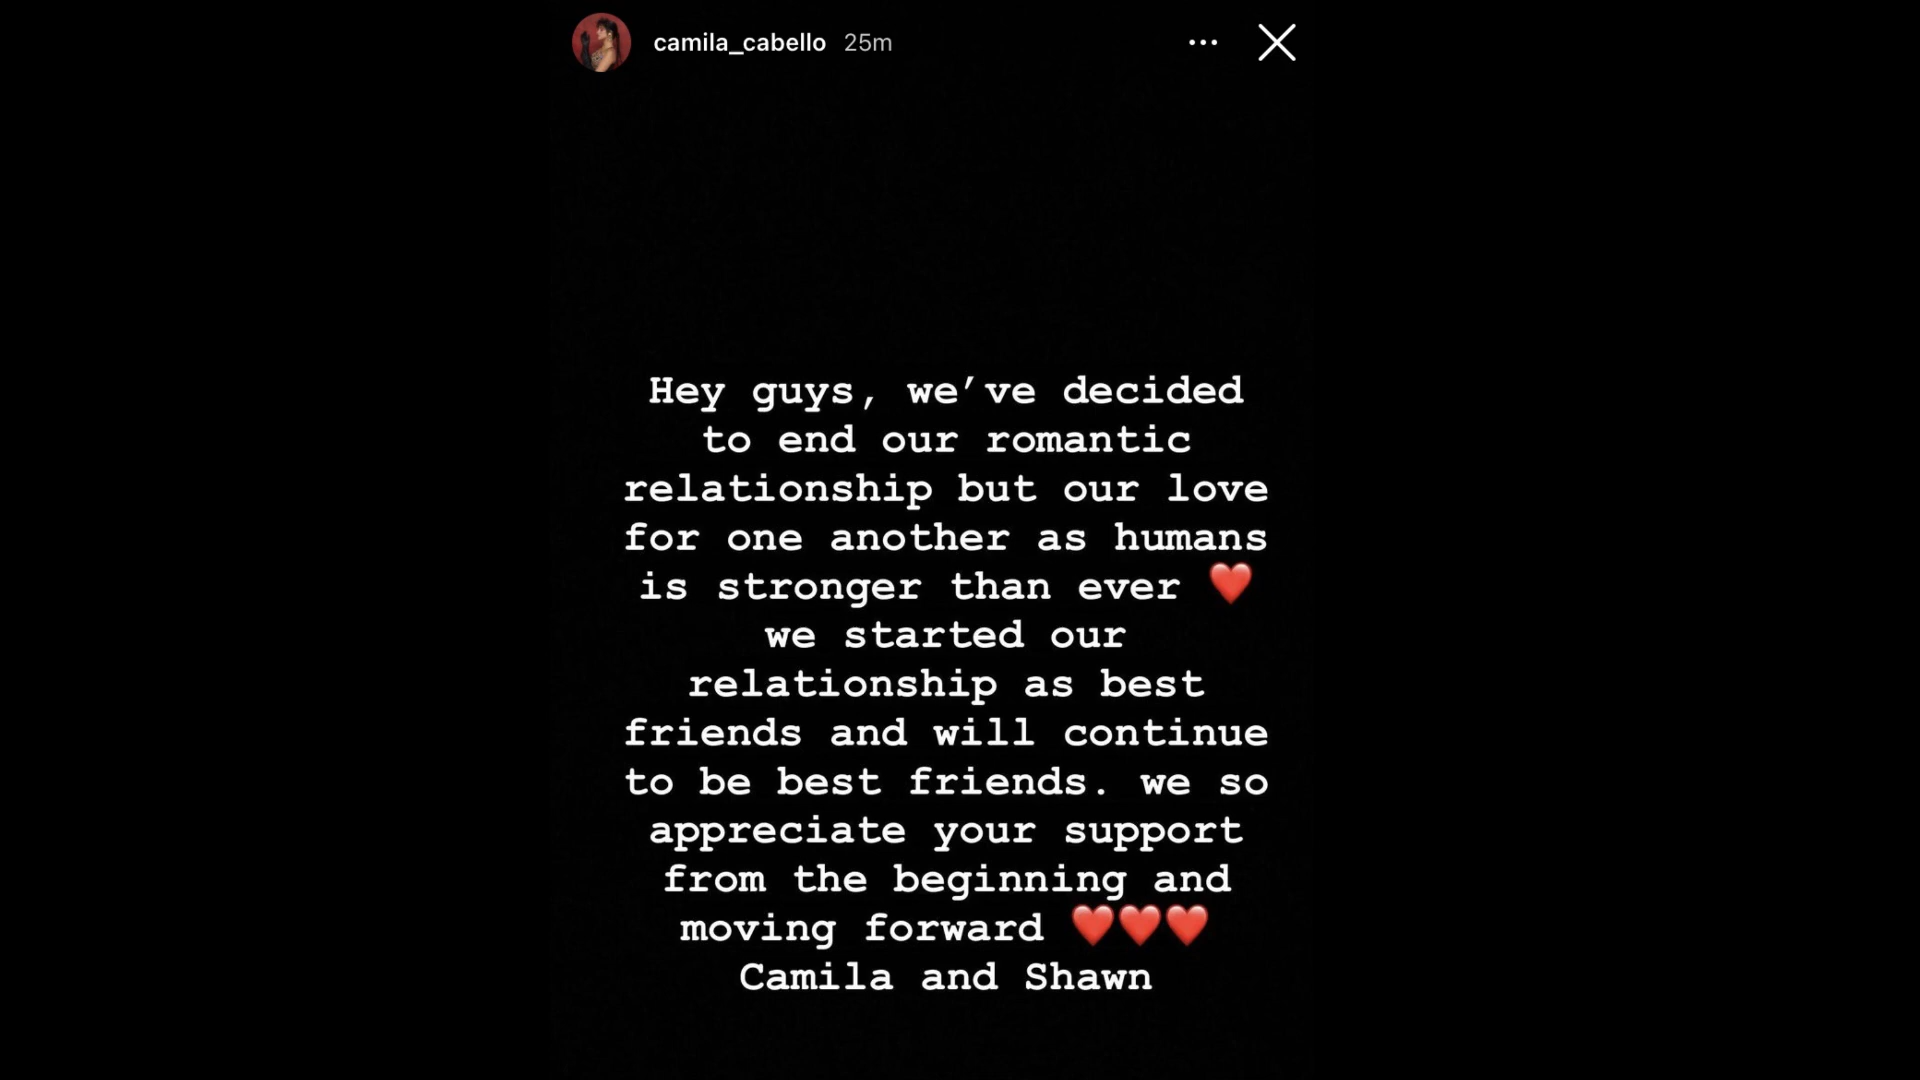 camila_cabello 25m
Hey guys, we’ve decided
to end our romantic
relationship but our love
for one another as humans
is stronger than ever ❤️
we started our
relationship as best
friends and will continue
to be best friends. we so
appreciate your support
from the beginning and
moving forward ❤️❤️❤️
Camila and Shawn